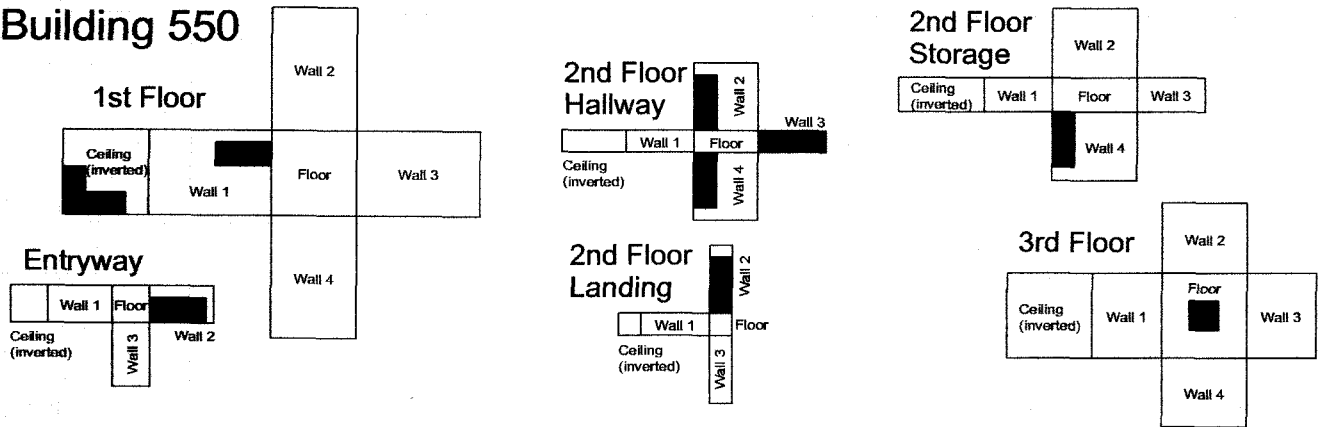 Building 550
1st Floor
Wall 2
Ceiling
(inverted)
Wall 1
Floor
Wall 3
Wall 4
Entryway
Wall 1
Floor
Wall 2
Wall 3
Ceiling
(inverted)
2nd Floor
Hallway
Wall 2
Wall 3
Wall 1
Floor
Ceiling
(inverted)
Wall 4
2nd Floor
Landing
Wall 2
Wall 1
Floor
Ceiling
(inverted)
Wall 3
2nd Floor
Storage
Wall 2
Ceiling
(inverted)
Wall 1
Floor
Wall 3
Wall 4
3rd Floor
Wall 2
Floor
Ceiling
(inverted)
Wall 1
Wall 3
Wall 4